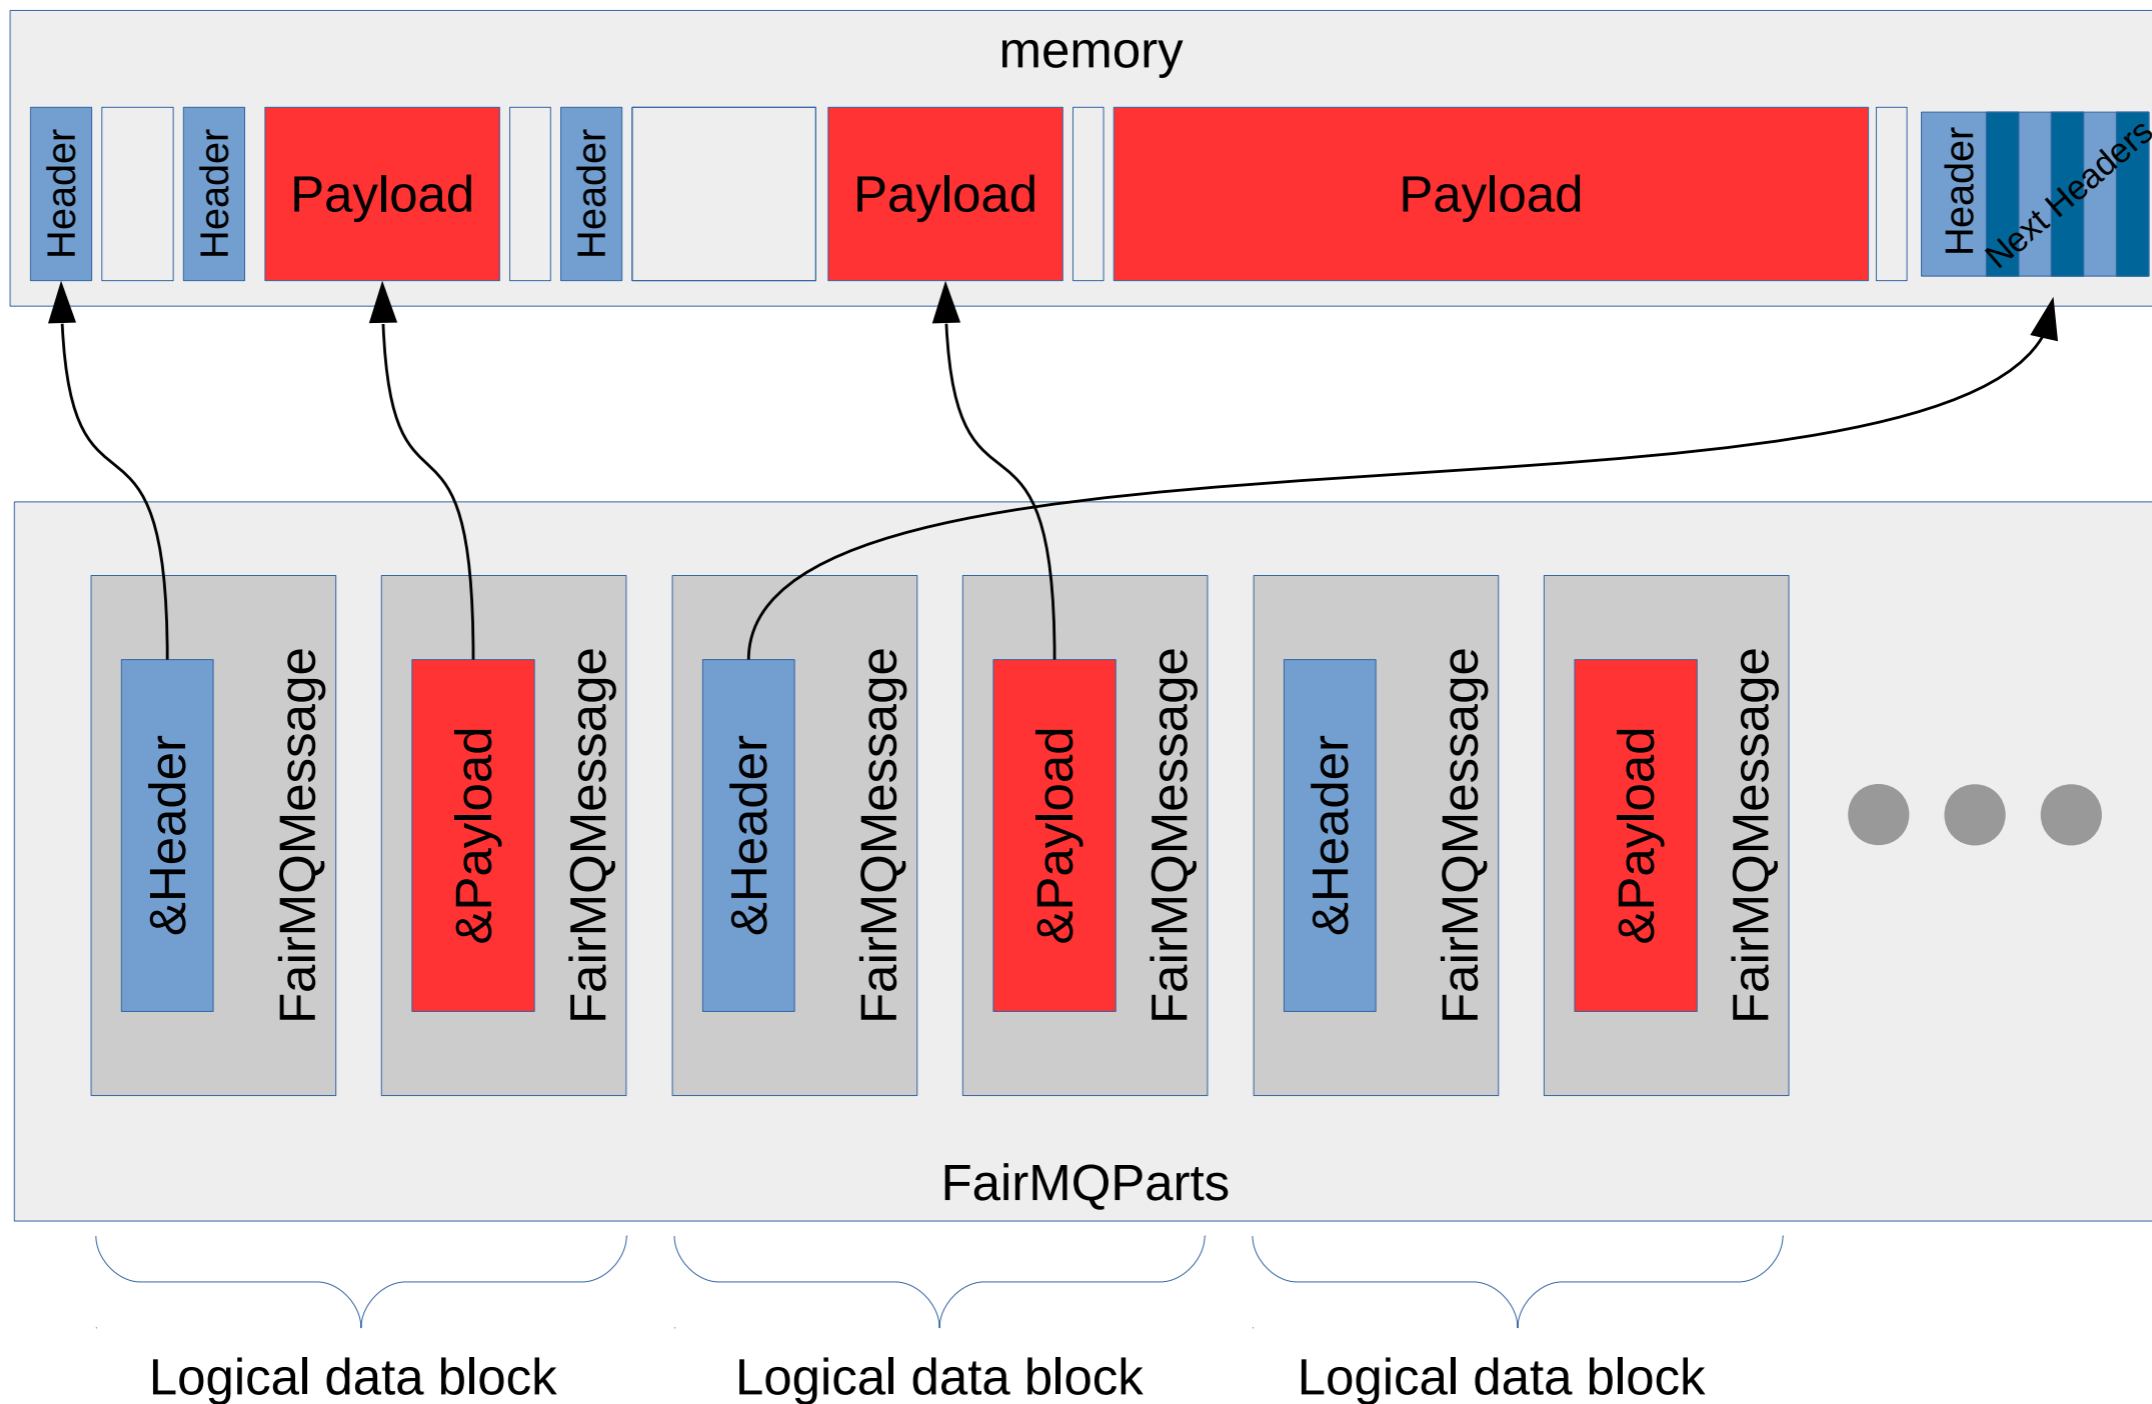 memory
Header
Header
Payload
Header
Payload
Payload
Header
Next Headers
&Header
FairMQMessage
&Payload
FairMQMessage
&Header
FairMQMessage
&Payload
FairMQMessage
&Header
FairMQMessage
&Payload
FairMQMessage
FairMQParts
Logical data block
Logical data block
Logical data block